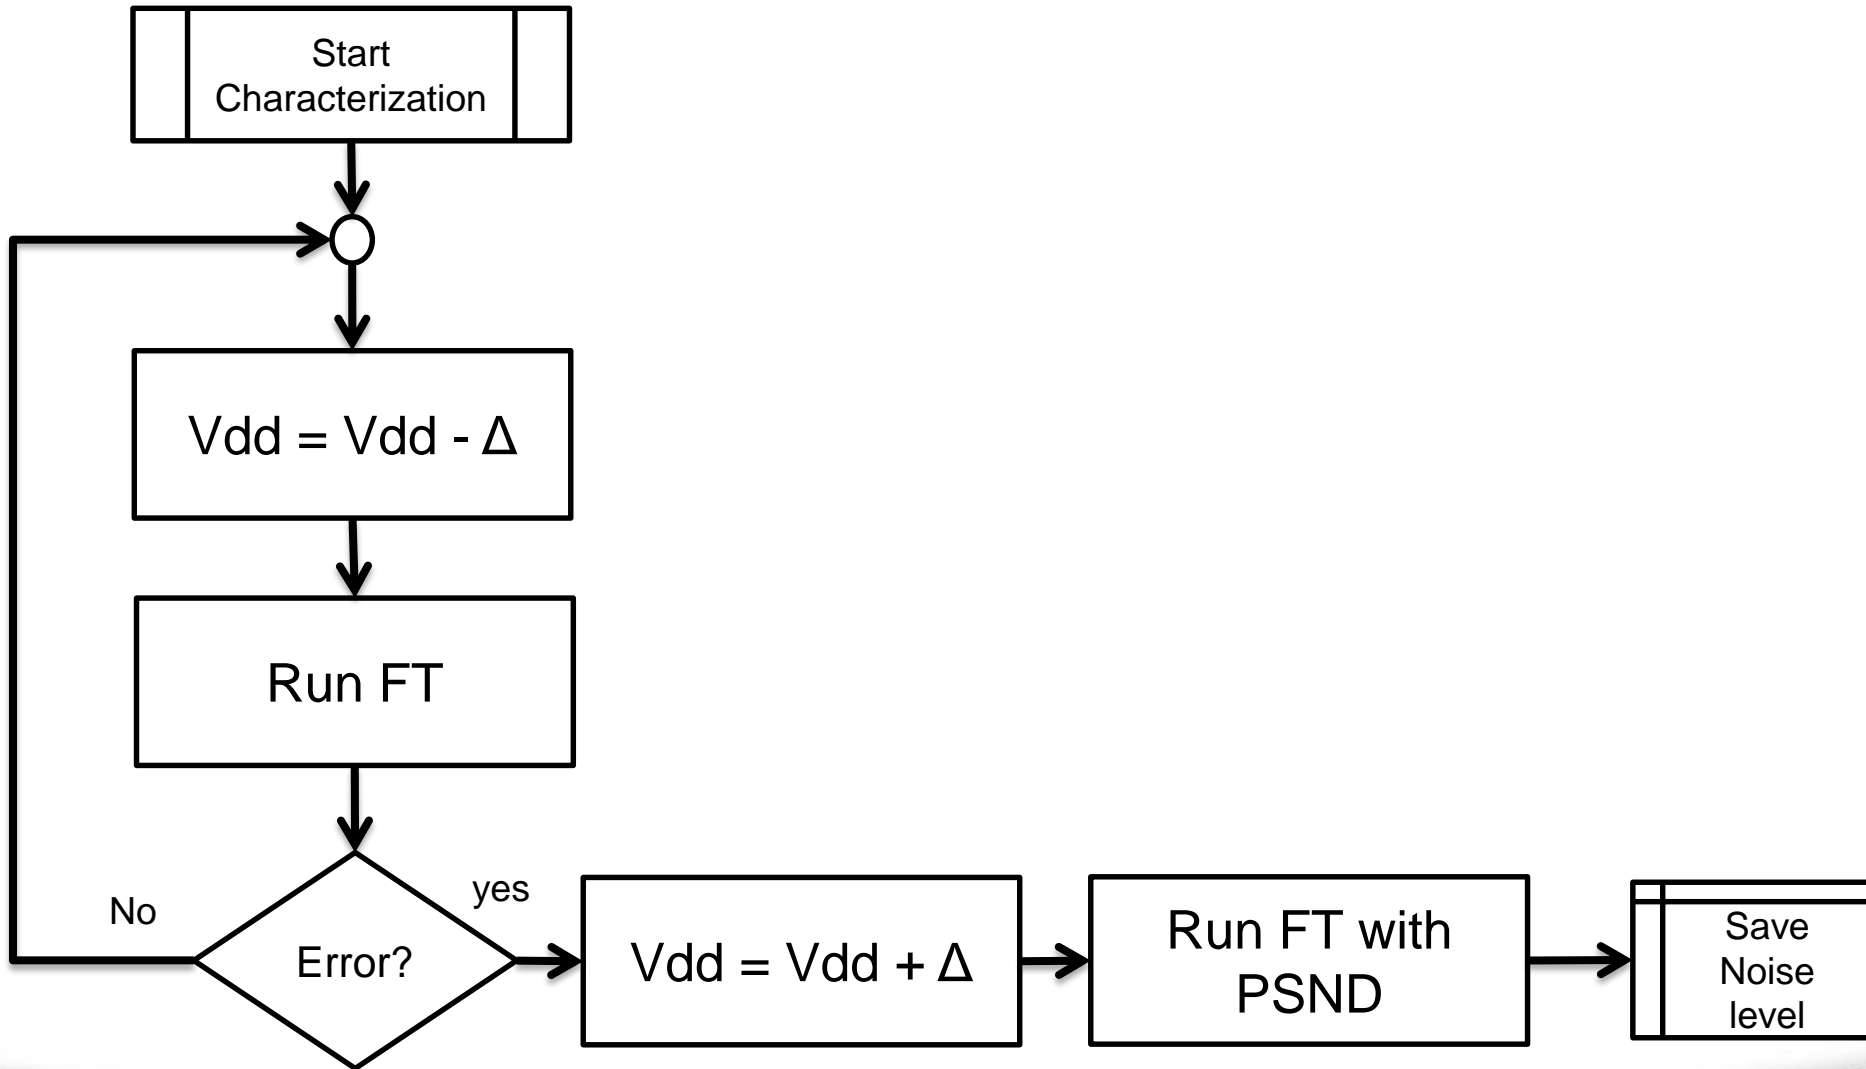 Start
Characterization
Vdd = Vdd - Δ
Run FT
No
yes
Error?
Vdd = Vdd + Δ
Run FT with
PSND
Save
Noise
level